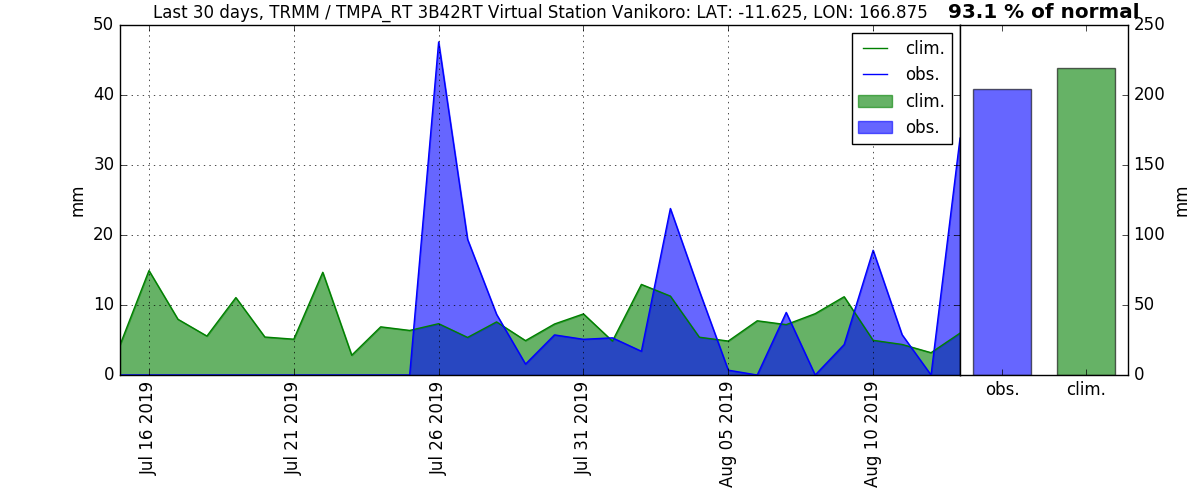 Last 30 days, TRMM / TMPA_RT 3B42RT Virtual Station Vanikoro: LAT: -11.625, LON: 166.875
93.1 % of normal
50
40
30
20
10
0
mm
clim.
obs.
clim.
obs.
250
200
150
100
50
0
mm
Jul 16 2019
Jul 21 2019
Jul 26 2019
Jul 31 2019
Aug 05 2019
Aug 10 2019
obs.
clim.